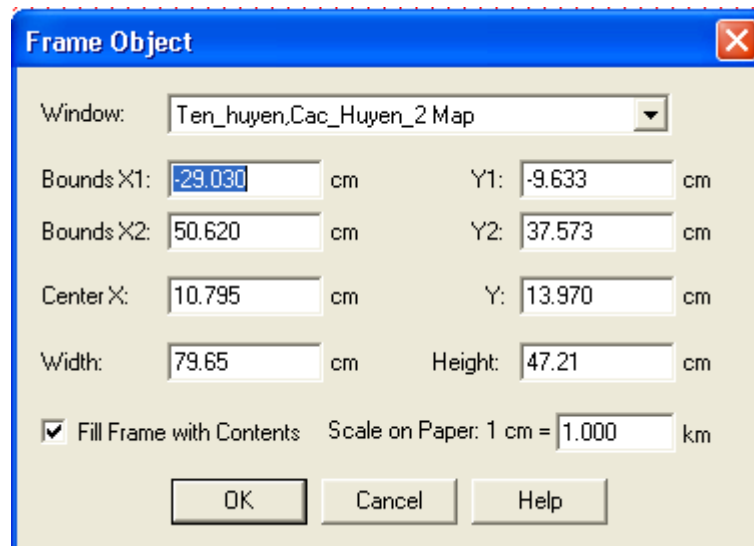 Frame Object
Window: Ten_huyen,Cac_Huyen_2 Map
Bounds X1: -29.030 cm Y1: -9.633 cm
Bounds X2: 50.620 cm Y2: 37.573 cm
Center X: 10.795 cm Y: 13.970 cm
Width: 79.65 cm Height: 47.21 cm
Fill Frame with Contents Scale on Paper: 1 cm = 1.000 km
OK Cancel Help